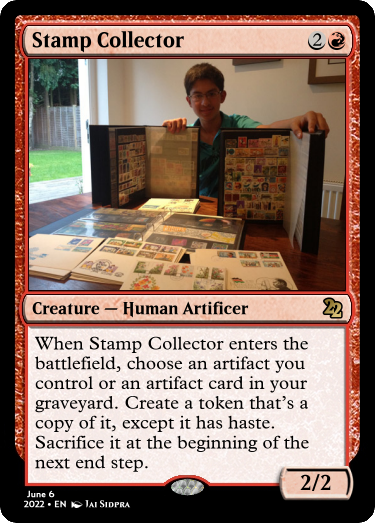 Stamp Collector 2
Creature — Human Artificer
When Stamp Collector enters the
battlefield, choose an artifact you
control or an artifact card in your
graveyard. Create a token that's a
copy of it, except it has haste.
Sacrifice it at the beginning of the
next end step.
2/2
June 6
2022 • EN Jai Sidpra